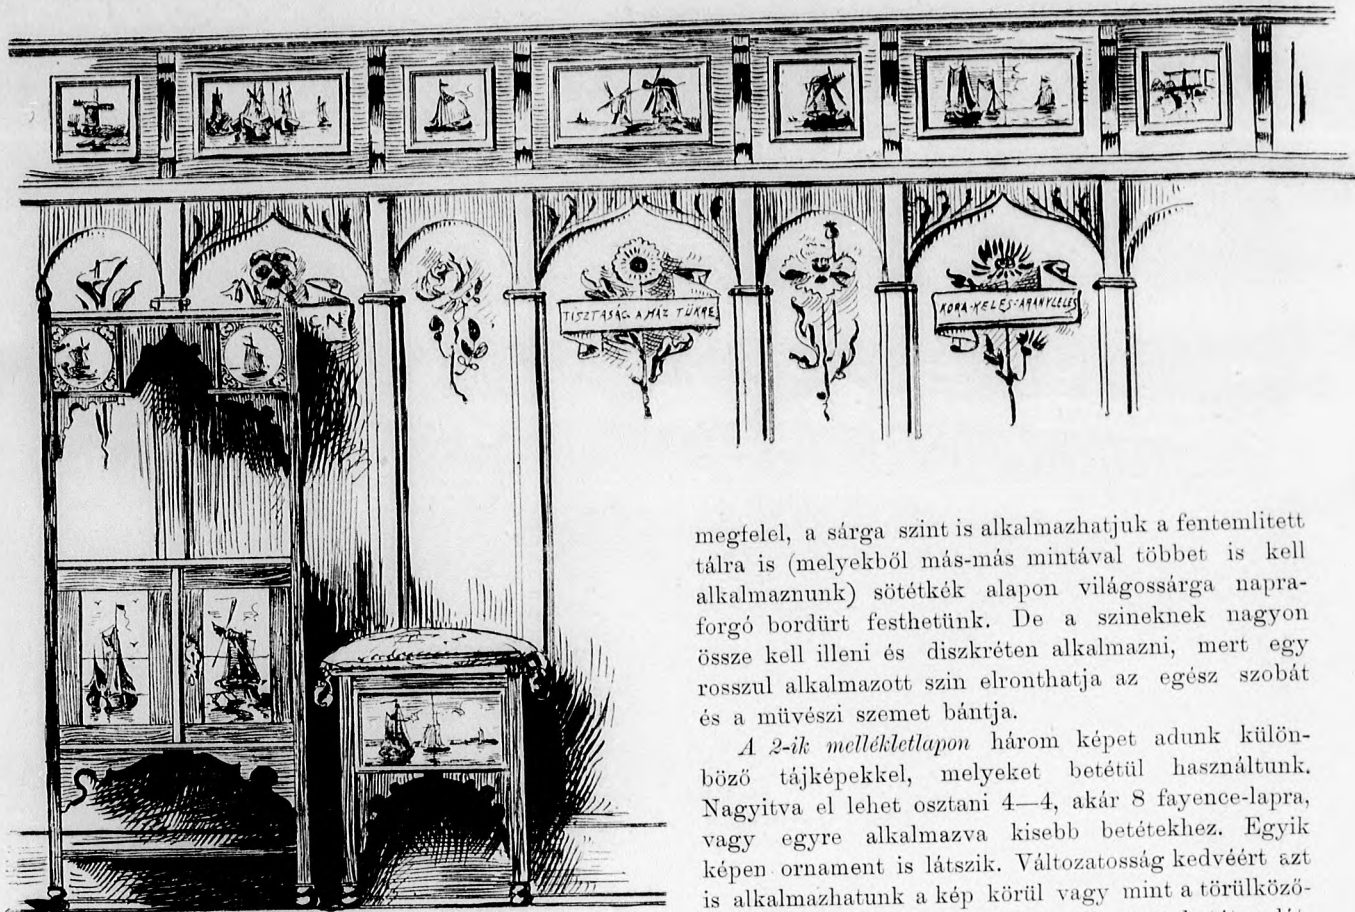 TISZTASÁG A HÁZ TÜKRE
KORA-KELÉS=ARANYLELÉS
megfelel, a sárga szint is alkalmazhatjuk a fentemlitett
tálra is (melyekből más-más mintával többet is kell
alkalmaznunk) sötétkék alapon világossárga napra-
forgó bordürt festhetünk. De a szineknek nagyon
össze kell illeni és diszkréten alkalmazni, mert egy
rosszul alkalmazott szin elronthatja az egész szobát
és a müvészi szemet bántja.
A 2-ik mellékletlapon három képet adunk külön-
böző tájképekkel, melyeket betétül használtunk.
Nagyitva el lehet osztani 4—4, akár 8 fayence-lapra,
vagy egyre alkalmazva kisebb betétekhez. Egyik
képen ornament is látszik. Változatosság kedvéért azt
is alkalmazhatunk a kép körül vagy mint a törülköző-